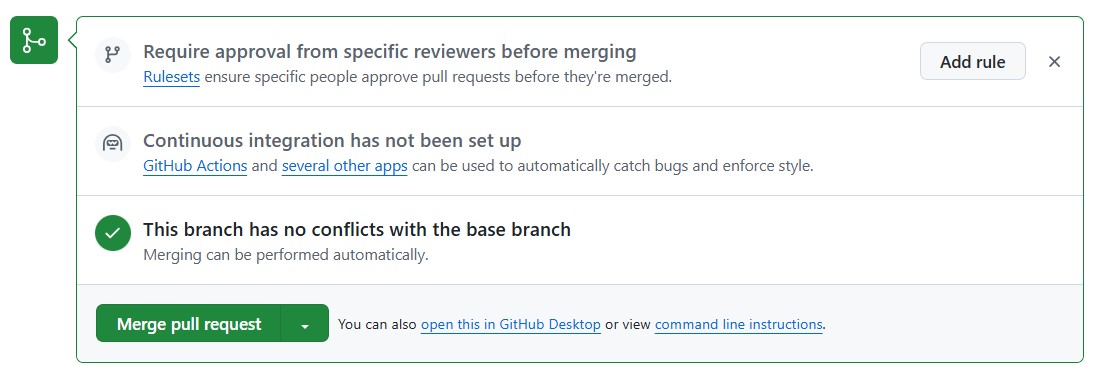 Require approval from specific reviewers before merging
Rulesets ensure specific people approve pull requests before they're merged.
Add rule
Continuous integration has not been set up
GitHub Actions and several other apps can be used to automatically catch bugs and enforce style.
This branch has no conflicts with the base branch
Merging can be performed automatically.
Merge pull request
You can also open this in GitHub Desktop or view command line instructions.